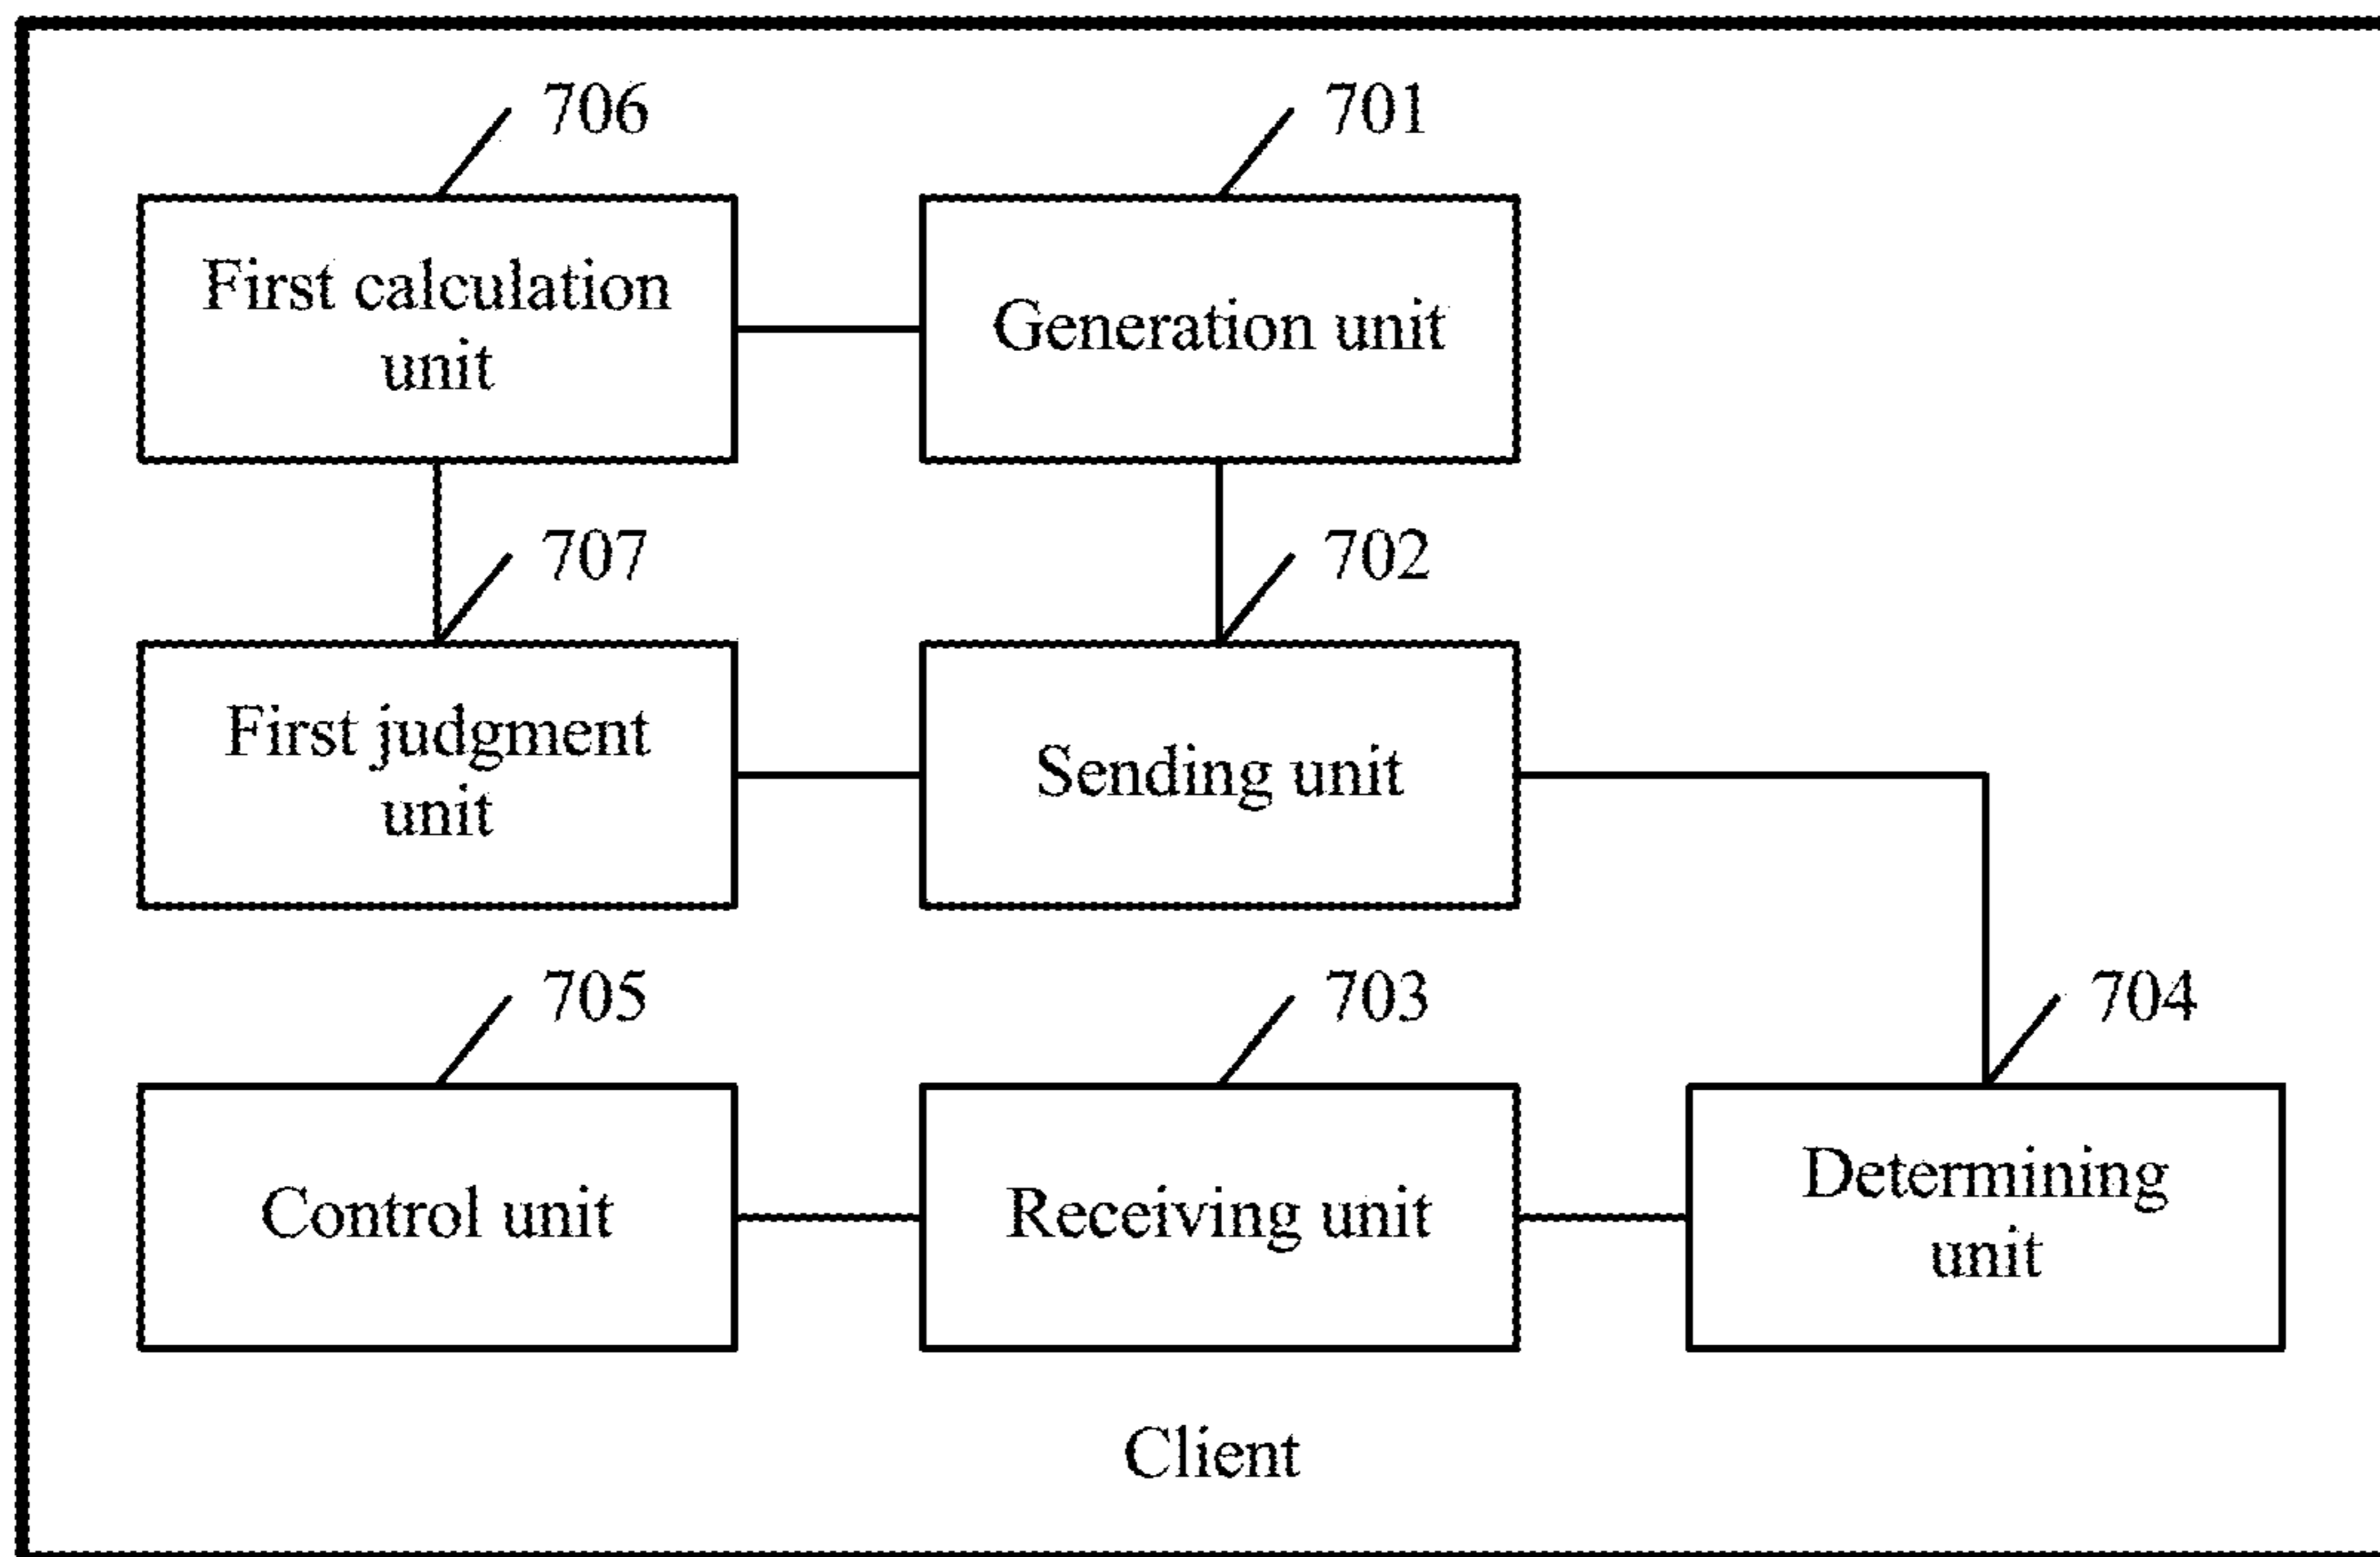 706
701
First calculation
unit
Generation unit
707
702
First judgment
unit
Sending unit
705
703
704
Control unit
Receiving unit
Determining
unit
Client